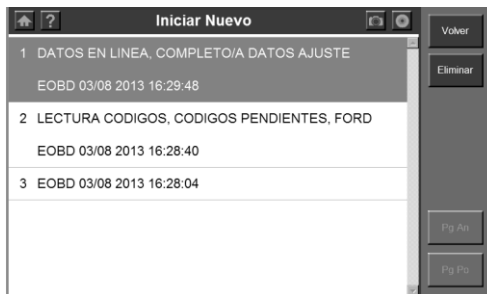 ?
Iniciar Nuevo
Volver
Eliminar
1 DATOS EN LINEA, COMPLETO/A DATOS AJUSTE
EOBD 03/08 2013 16:29:48
2 LECTURA CODIGOS, CODIGOS PENDIENTES, FORD
EOBD 03/08 2013 16:28:40
3 EOBD 03/08 2013 16:28:04
Pg An
Pg Po